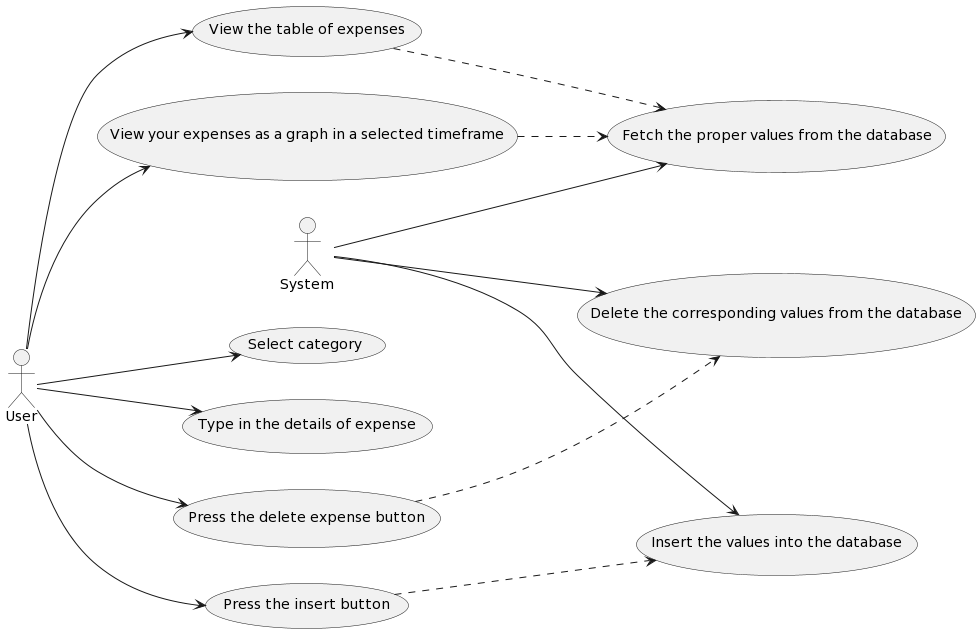 View the table of expenses
View your expenses as a graph in a selected timeframe
Fetch the proper values from the database
System
Delete the corresponding values from the database
Select category
User
Type in the details of expense
Press the delete expense button
Insert the values into the database
Press the insert button